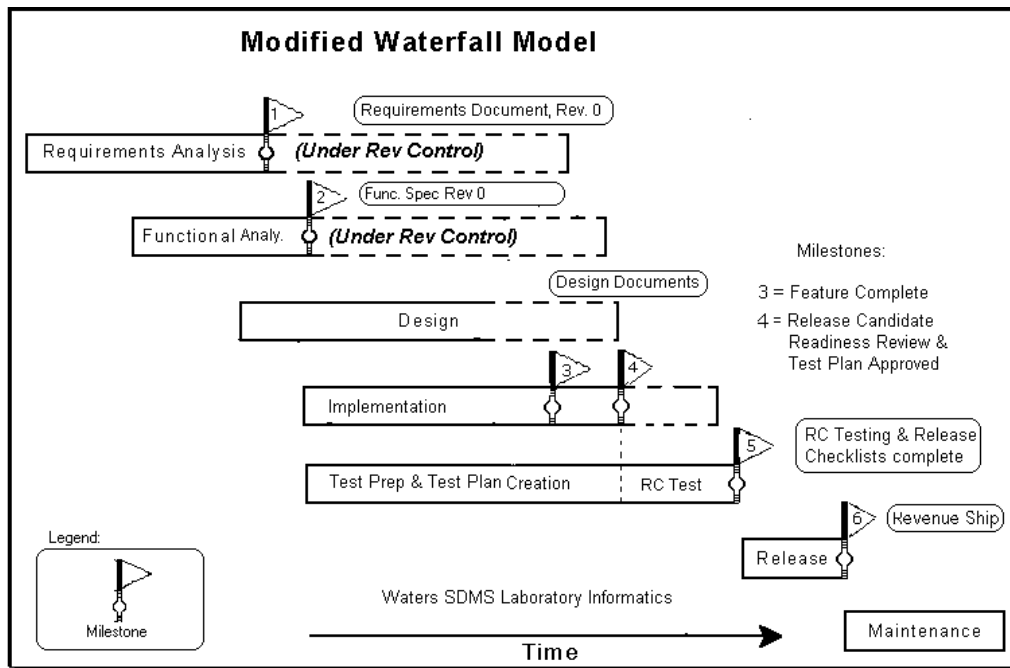 Modified Waterfall Model
1
Requirements Document, Rev. 0
Requirements Analysis
(Under Rev Control)
2
Func. Spec Rev 0
Functional Analy.
(Under Rev Control)
Milestones:
3 = Feature Complete
4 = Release Candidate
Readiness Review &
Test Plan Approved
Design Documents
Design
3
4
Implementation
5
RC Testing & Release
Checklists complete
Test Prep & Test Plan Creation
RC Test
6
Revenue Ship
Release
Legend:
Milestone
Waters SDMS Laboratory Informatics
Time
Maintenance